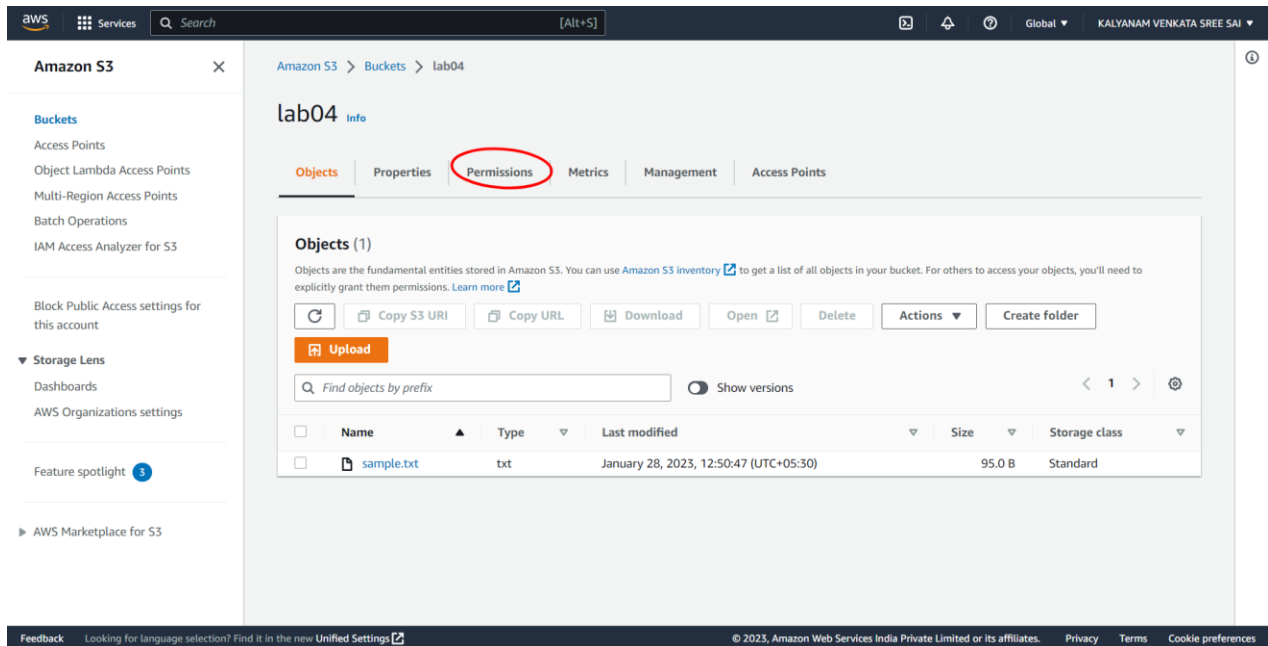 aws
Services
Search
[Alt+S]
Global
KALYANAM VENKATA SREE SAI
Amazon S3
Buckets
Access Points
Object Lambda Access Points
Multi-Region Access Points
Batch Operations
IAM Access Analyzer for S3
Block Public Access settings for
this account
Storage Lens
Dashboards
AWS Organizations settings
Feature spotlight 3
AWS Marketplace for S3
Amazon S3 > Buckets > lab04
lab04 Info
Objects Properties Permissions Metrics Management Access Points
Objects (1)
Objects are the fundamental entities stored in Amazon S3. You can use Amazon S3 inventory to get a list of all objects in your bucket. For others to access your objects, you'll need to
explicitly grant them permissions. Learn more
Copy S3 URI Copy URL Download Open Delete Actions Create folder
Upload
Find objects by prefix Show versions < 1 >
Name Type Last modified Size Storage class
sample.txt txt January 28, 2023, 12:50:47 (UTC+05:30) 95.0 B Standard
Feedback Looking for language selection? Find it in the new Unified Settings © 2023, Amazon Web Services India Private Limited or its affiliates. Privacy Terms Cookie preferences